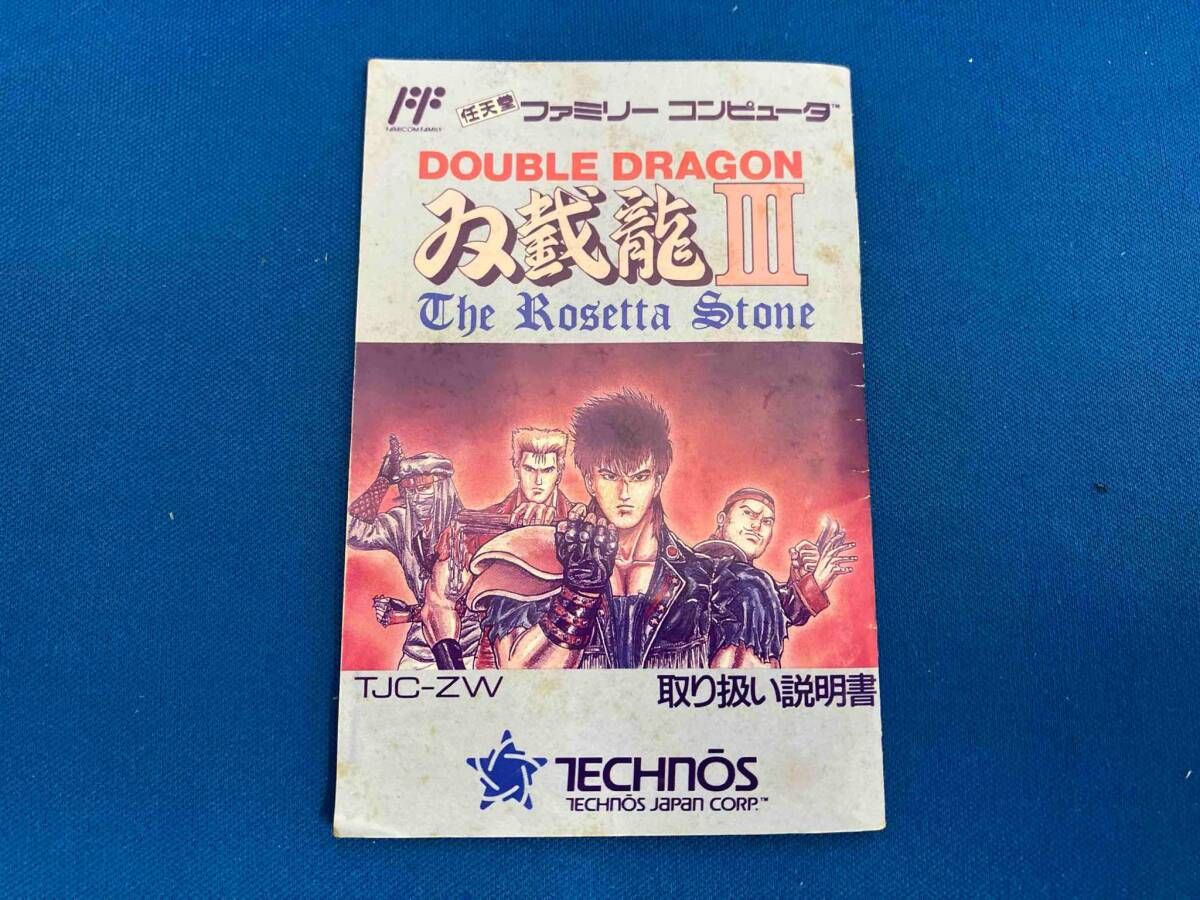 FAMICOM FAMILY
任天堂 ファミリー コンピュータ™
DOUBLE DRAGON
双截龍 III
The Rosetta Stone
TJC-ZW
取り扱い説明書
TECHNŌS
TECHNŌS JAPAN CORP.™